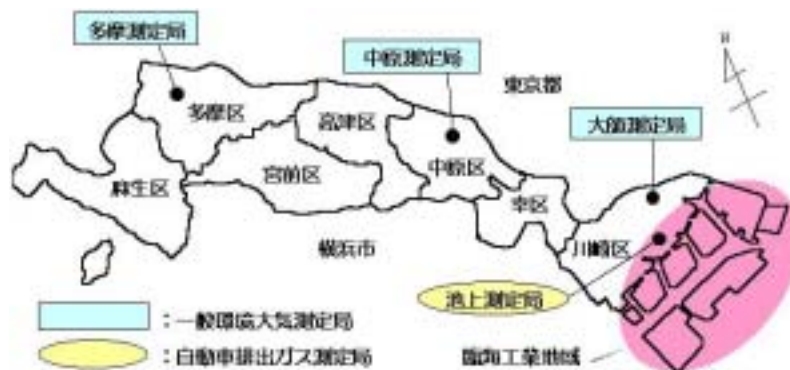 多摩測定局
中原測定局
東京都
N
大師測定局
多摩区
高津区
中原区
麻生区
宮前区
幸区
川崎区
横浜市
池上測定局
：一般環境大気測定局
：自動車排出ガス測定局
臨海工業地域